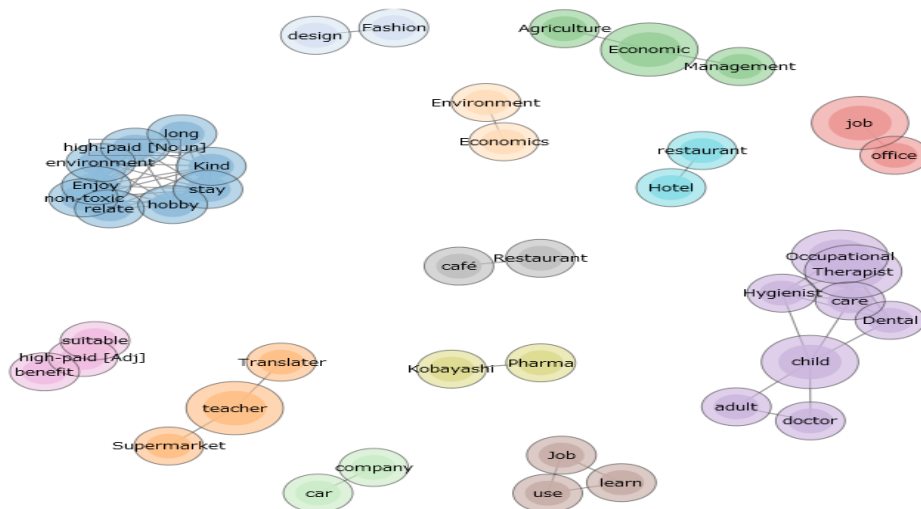 design
Fashion
Agriculture
Economic
Management
Environment
Economics
long
high-paid [Noun]
environment
Kind
Enjoy
stay
non-toxic
relate
hobby
restaurant
Hotel
job
office
café
Restaurant
Occupational
Therapist
Hygienist
care
Dental
child
adult
doctor
suitable
high-paid [Adj]
benefit
Translater
teacher
Supermarket
Kobayashi
Pharma
company
car
Job
use
learn